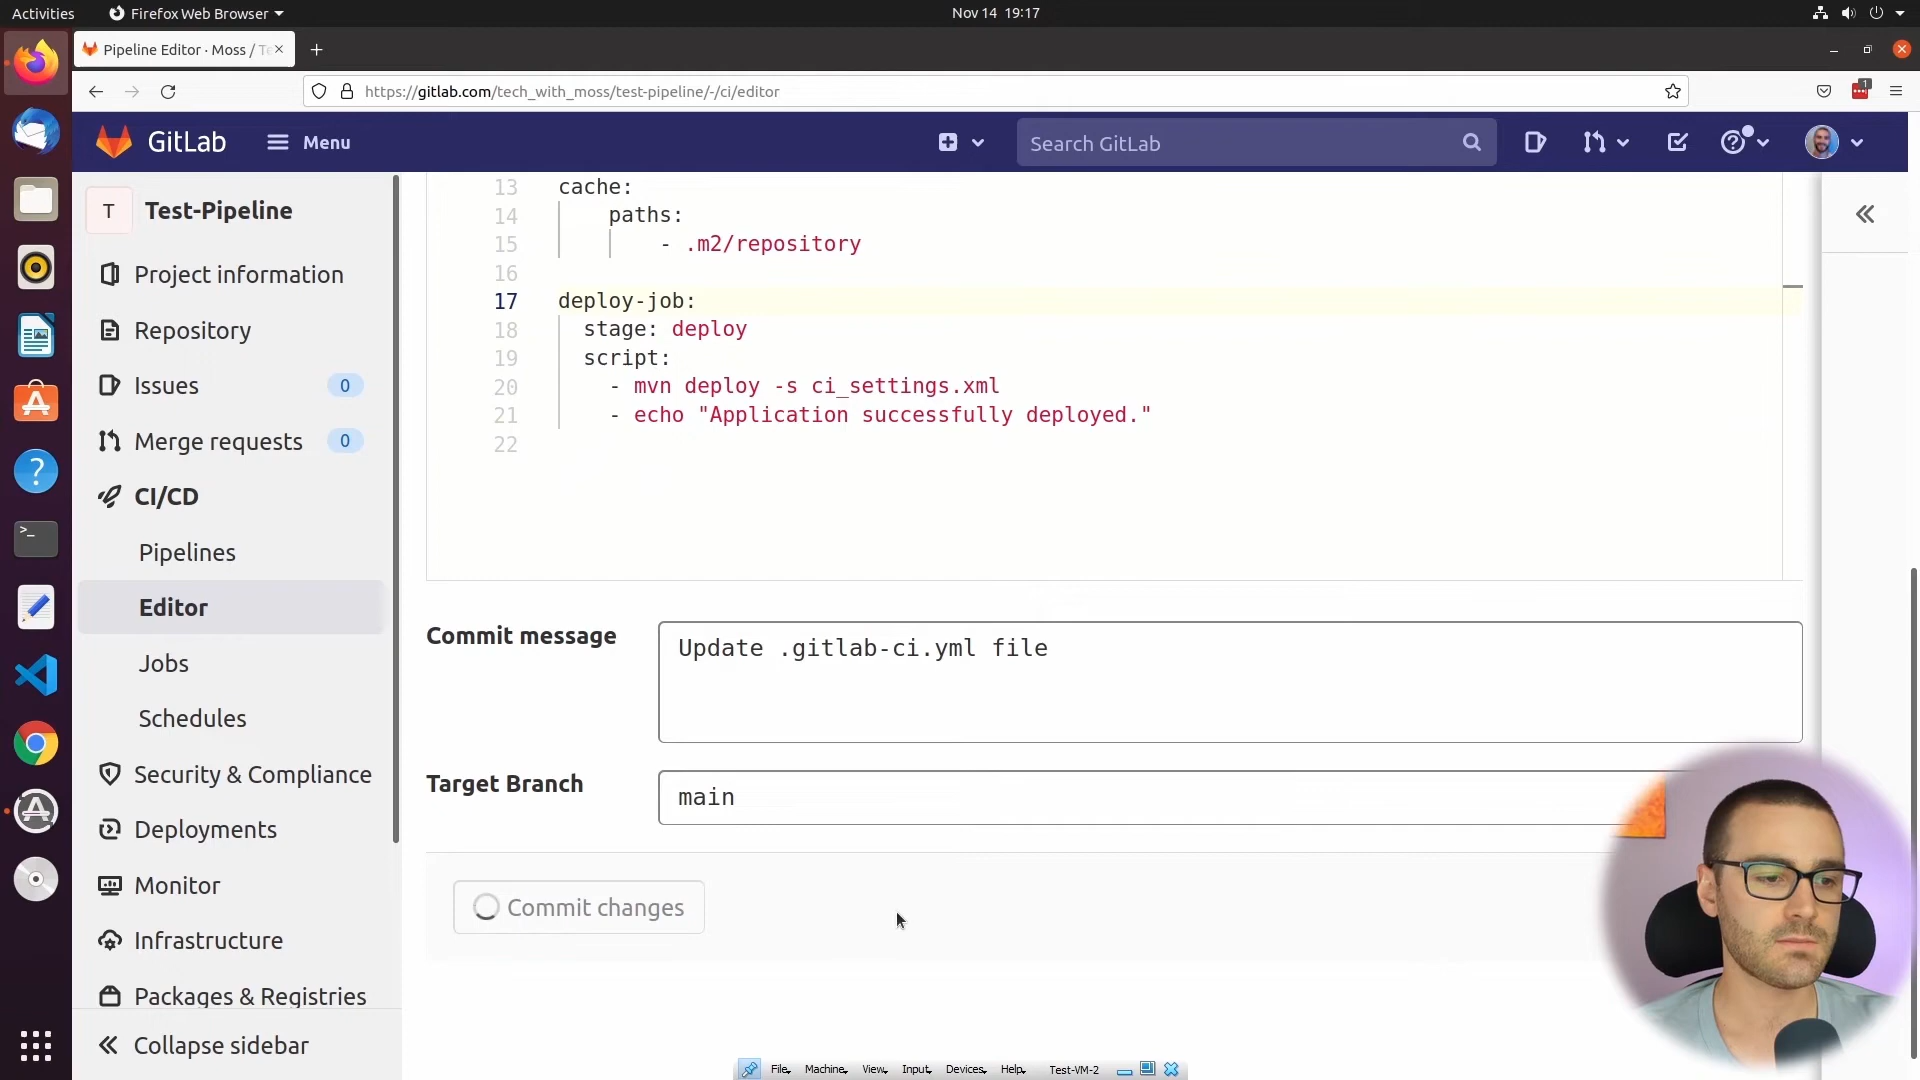 Activities
Firefox Web Browser
Nov 14 19:17
Pipeline Editor · Moss / Te
https://gitlab.com/tech_with_moss/test-pipeline/-/ci/editor
1
GitLab
Menu
Search GitLab
T
Test-Pipeline
Project information
Repository
Issues
0
Merge requests
0
CI/CD
Pipelines
Editor
Jobs
Schedules
Security & Compliance
Deployments
Monitor
Infrastructure
Packages & Registries
Collapse sidebar
13 cache:
14 paths:
15 - .m2/repository
16
17 deploy-job:
18 stage: deploy
19 script:
20 - mvn deploy -s ci_settings.xml
21 - echo "Application successfully deployed."
22
Commit message
Update .gitlab-ci.yml file
Target Branch
main
Commit changes
File Machine View Input Devices Help Test-VM-2